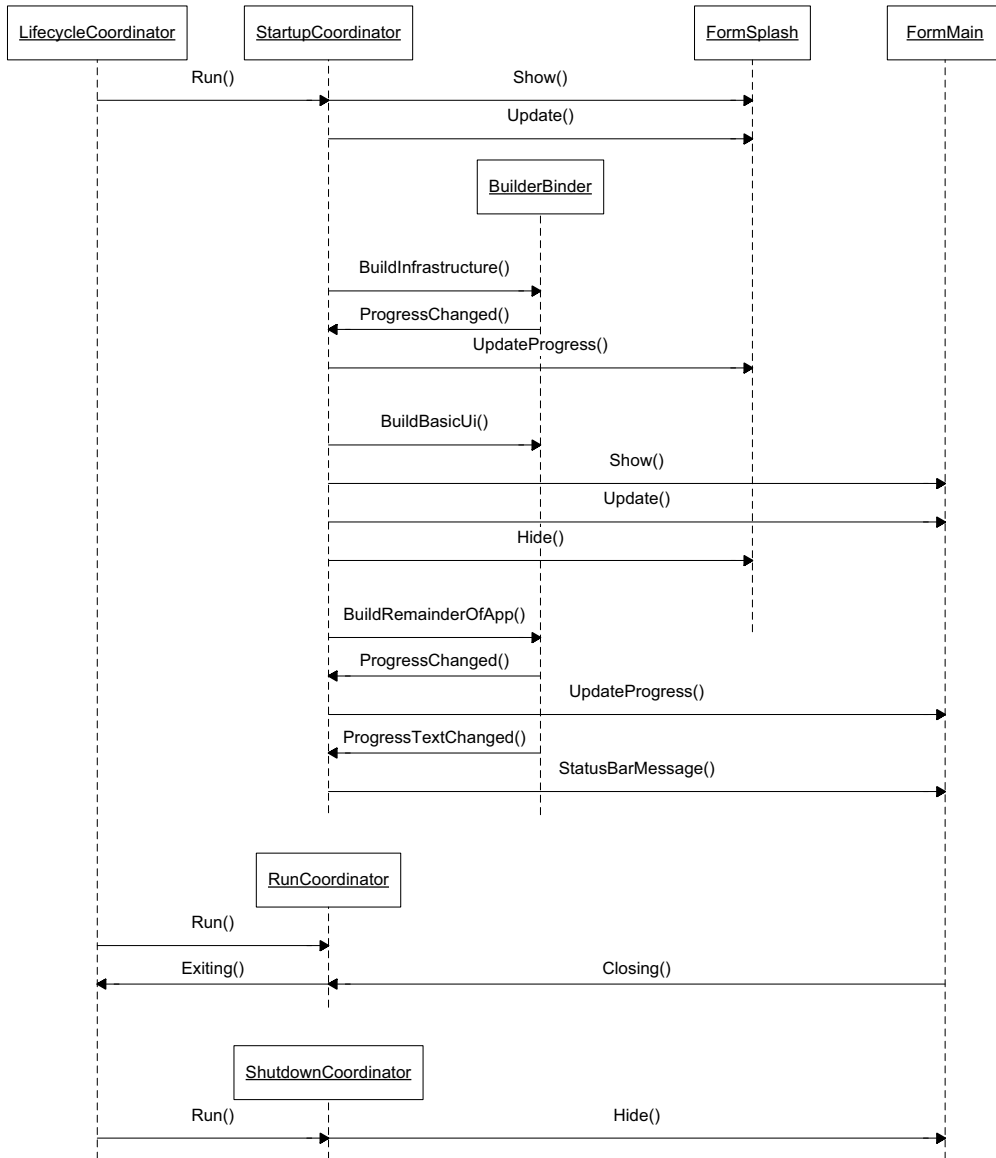 LifecycleCoordinator
StartupCoordinator
FormSplash
FormMain
Run()
Show()
Update()
BuilderBinder
BuildInfrastructure()
ProgressChanged()
UpdateProgress()
BuildBasicUi()
Show()
Update()
Hide()
BuildRemainderOfApp()
ProgressChanged()
UpdateProgress()
ProgressTextChanged()
StatusBarMessage()
RunCoordinator
Run()
Exiting()
Closing()
ShutdownCoordinator
Run()
Hide()